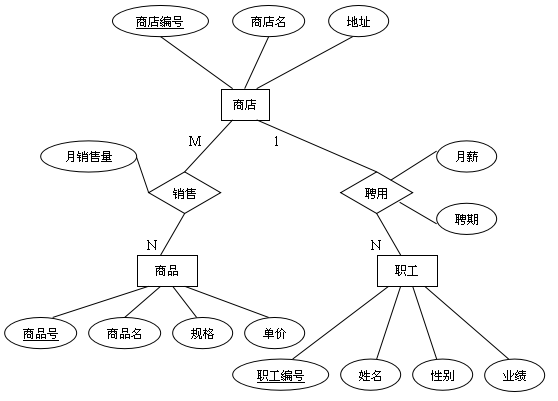 商店编号
商店名
地址
商店
M
1
月销售量
月薪
销售
聘用
聘期
N
N
商品
职工
商品号
商品名
规格
单价
职工编号
姓名
性别
业绩